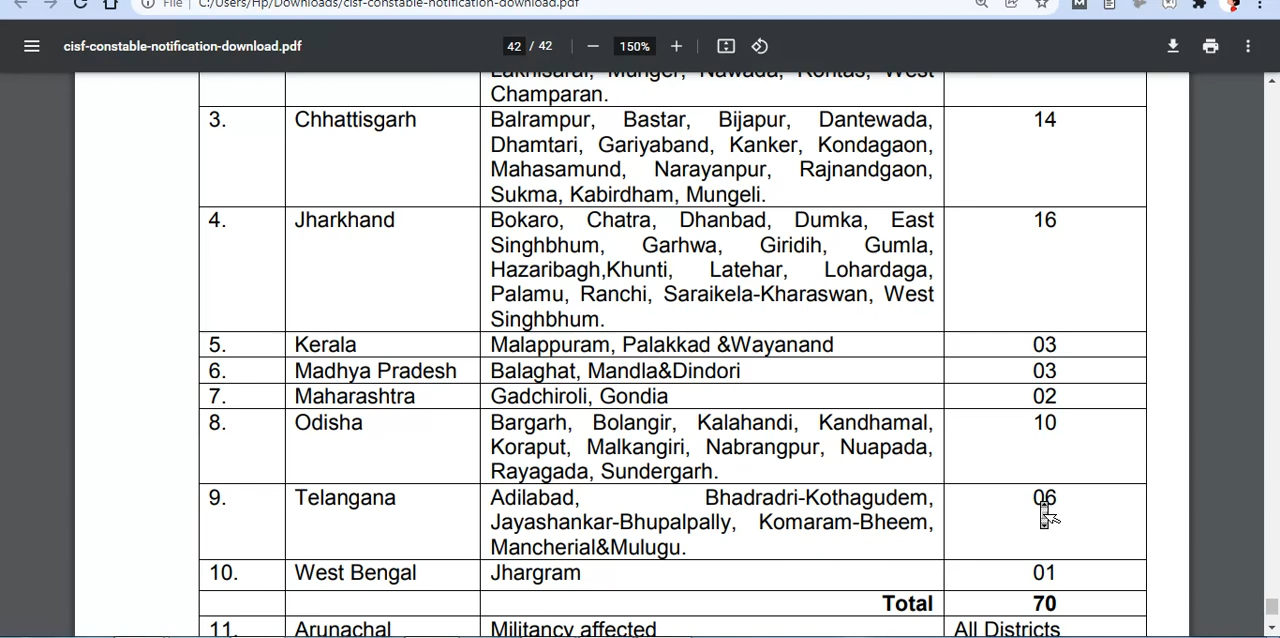 File | C:/Users/Hp/Downloads/cisf-constable-notification-download.pdf
cisf-constable-notification-download.pdf
42 / 42
150%
Lakhisarai, Munger, Nawada, Rohtas, West
Champaran.
3. Chhattisgarh Balrampur, Bastar, Bijapur, Dantewada, 14
Dhamtari, Gariyaband, Kanker, Kondagaon,
Mahasamund, Narayanpur, Rajnandgaon,
Sukma, Kabirdham, Mungeli.
4. Jharkhand Bokaro, Chatra, Dhanbad, Dumka, East 16
Singhbhum, Garhwa, Giridih, Gumla,
Hazaribagh,Khunti, Latehar, Lohardaga,
Palamu, Ranchi, Saraikela-Kharaswan, West
Singhbhum.
5. Kerala Malappuram, Palakkad &Wayanand 03
6. Madhya Pradesh Balaghat, Mandla&Dindori 03
7. Maharashtra Gadchiroli, Gondia 02
8. Odisha Bargarh, Bolangir, Kalahandi, Kandhamal, 10
Koraput, Malkangiri, Nabrangpur, Nuapada,
Rayagada, Sundergarh.
9. Telangana Adilabad, Bhadradri-Kothagudem, 06
Jayashankar-Bhupalpally, Komaram-Bheem,
Mancherial&Mulugu.
10. West Bengal Jhargram 01
Total 70
11. Arunachal Militancy affected All Districts